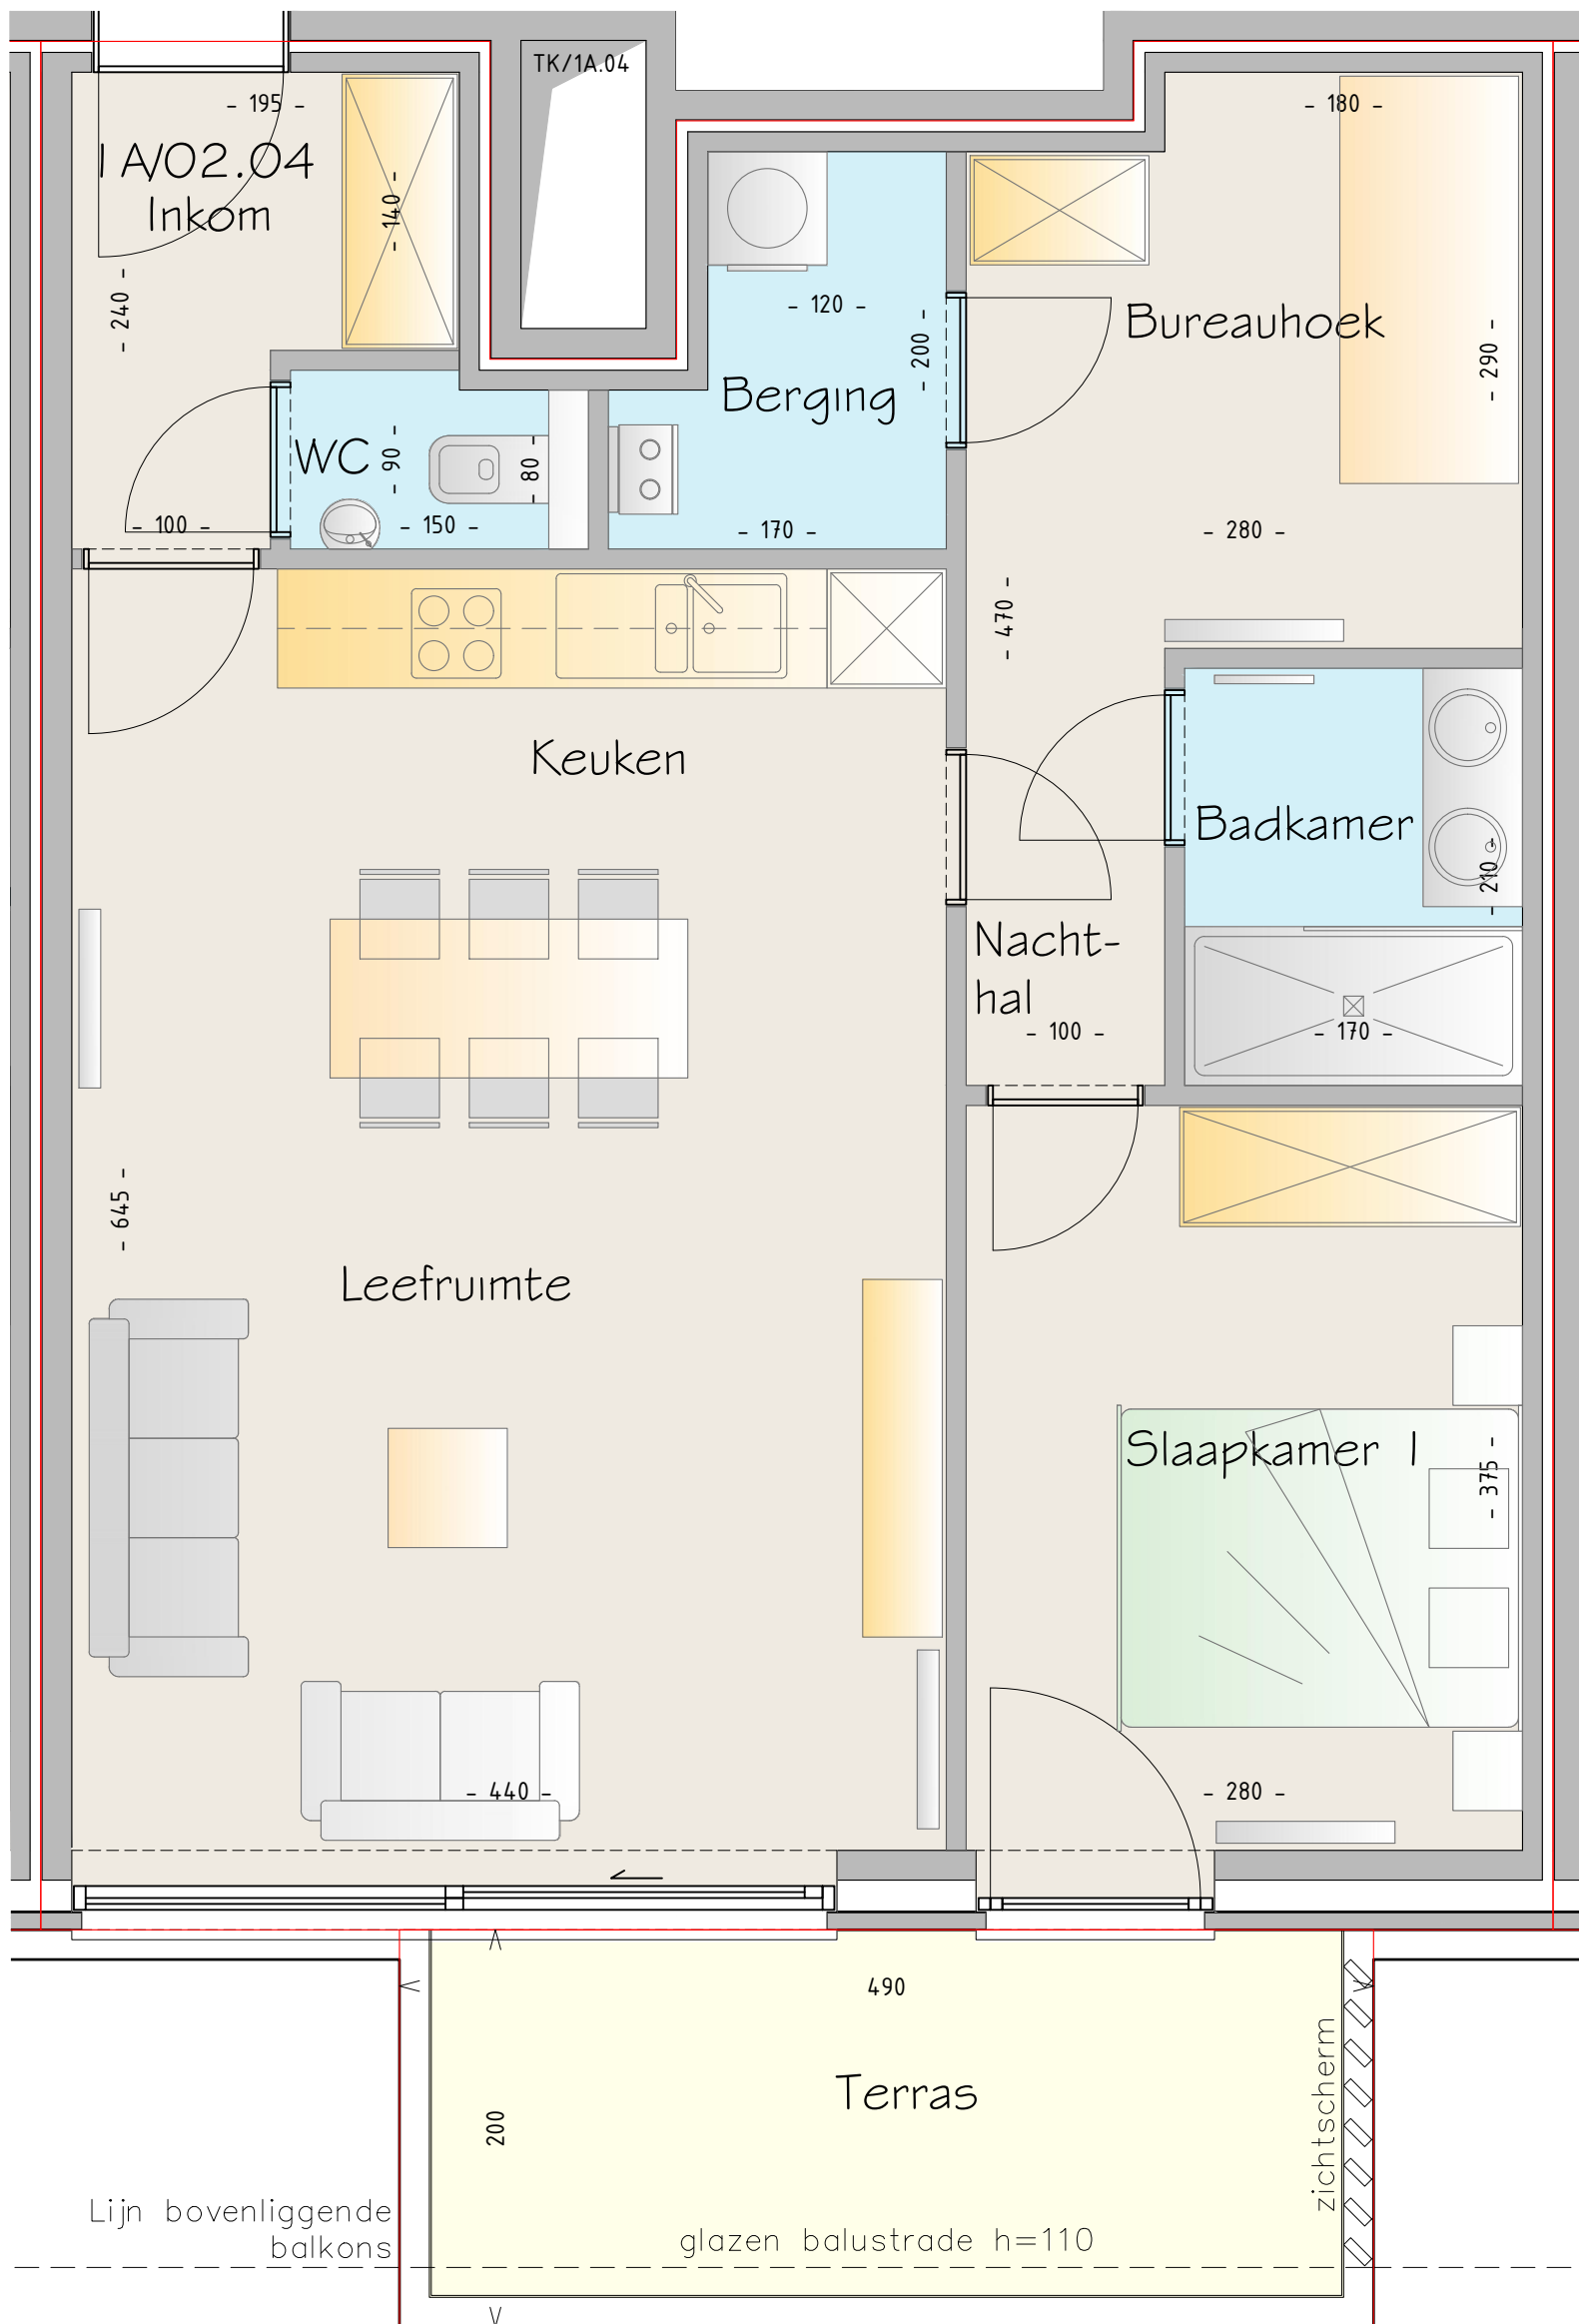 TK/1A.04
- 195 -
- 180 -
1A/02.04
Inkom
- 140 -
- 240 -
- 120 -
- 200 -
Bureauhoek
- 290 -
Berging
WC
- 90 -
- 80 -
- 100 -
- 150 -
- 170 -
- 280 -
- 470 -
Keuken
Badkamer
- 210 -
Nacht-
hal
- 100 -
- 170 -
- 645 -
Leefruimte
Slaapkamer 1
- 375 -
- 440 -
- 280 -
490
Terras
200
zichtscherm
Lijn bovenliggende
balkons
glazen balustrade h=110